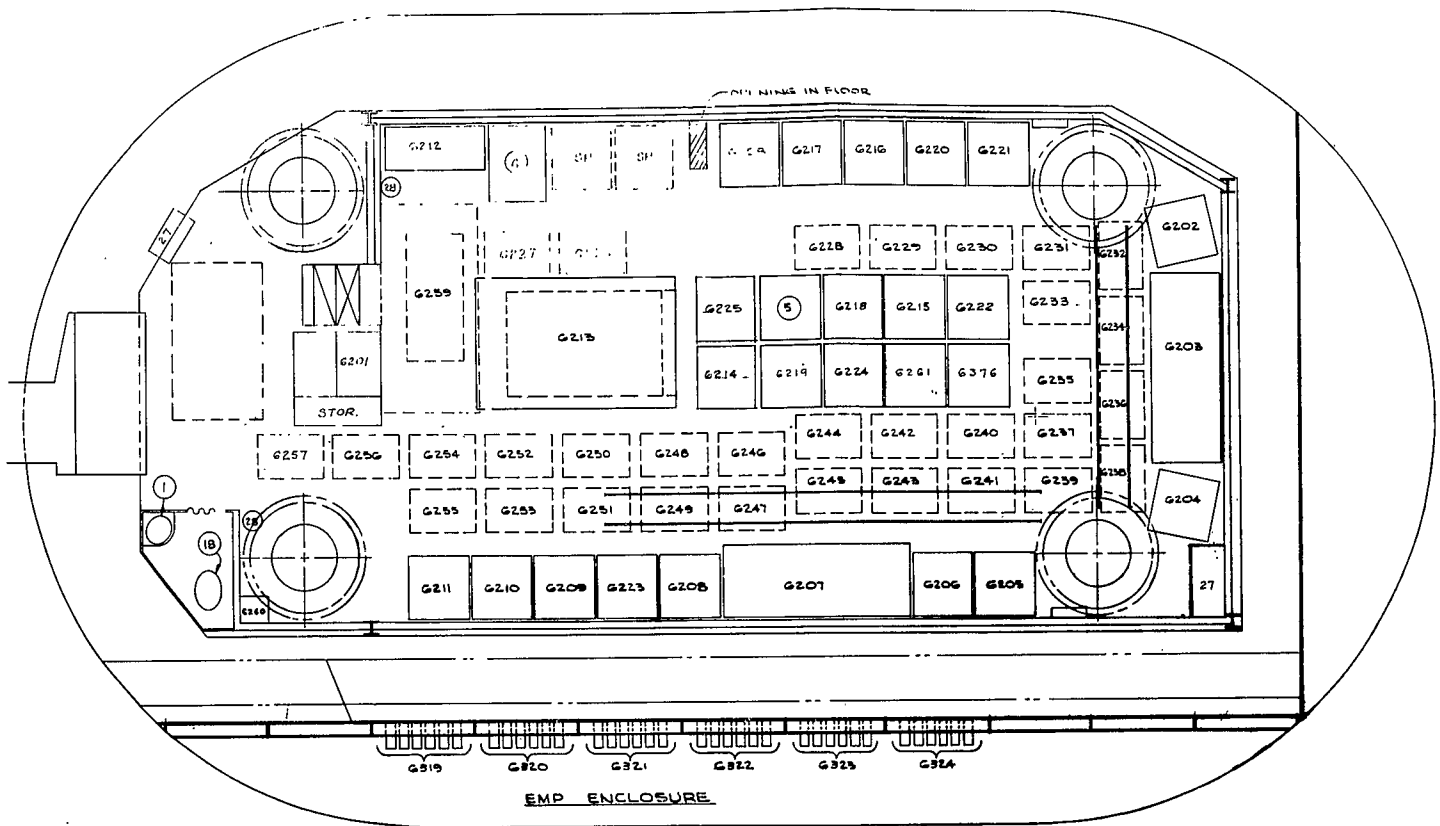 OPENING IN FLOOR
G212
G217 G216 G220 G221
28
27
G202
G228 G229 G230 G231
G232
G227
G259
G225 5 G218 G215 G222
G233
G213
G234
G203
G201
G214 G219 G224 G261 G376
G235
G236
STOR.
G244 G242 G240 G237
G257 G256 G254 G252 G250 G248 G246
G238
G245 G243 G241 G239
1
G255 G253 G251 G249 G247
G204
28
18
G211 G210 G209 G223 G208 G207 G206 G205
27
G260
G319 G320 G321 G322 G323 G324
EMP ENCLOSURE